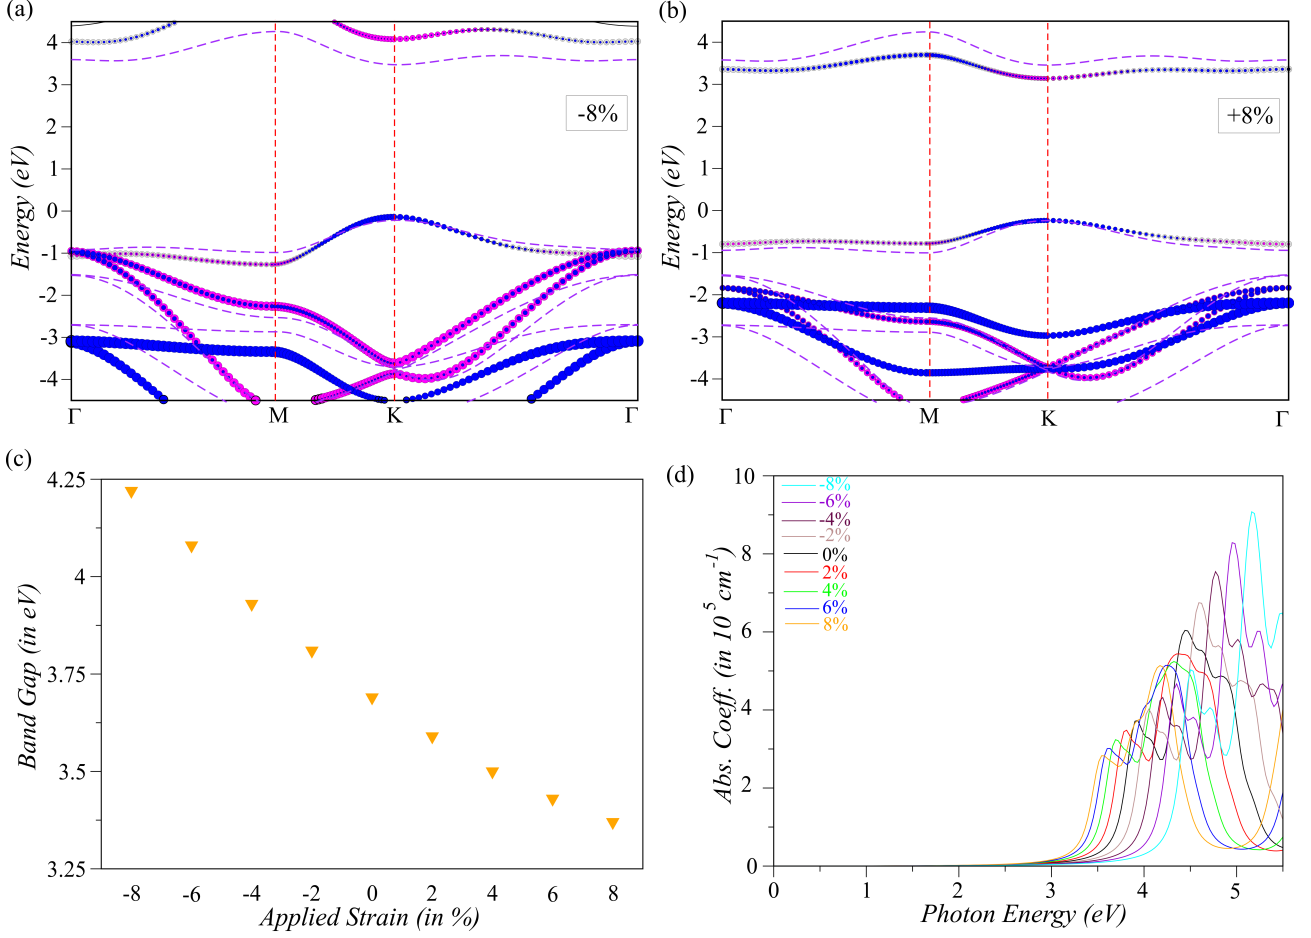 (a)
4
3
2
1
0
-1
-2
-3
-4
Energy (eV)
-8%
Γ M K Γ
(b)
4
3
2
1
0
-1
-2
-3
-4
Energy (eV)
+8%
Γ M K Γ
(c)
4.25
4
3.75
3.5
3.25
Band Gap (in eV)
-8 -6 -4 -2 0 2 4 6 8
Applied Strain (in %)
(d)
10
8
6
4
2
0
Abs. Coeff. (in 10^5 cm^-1)
-8%
-6%
-4%
-2%
0%
2%
4%
6%
8%
0 1 2 3 4 5
Photon Energy (eV)